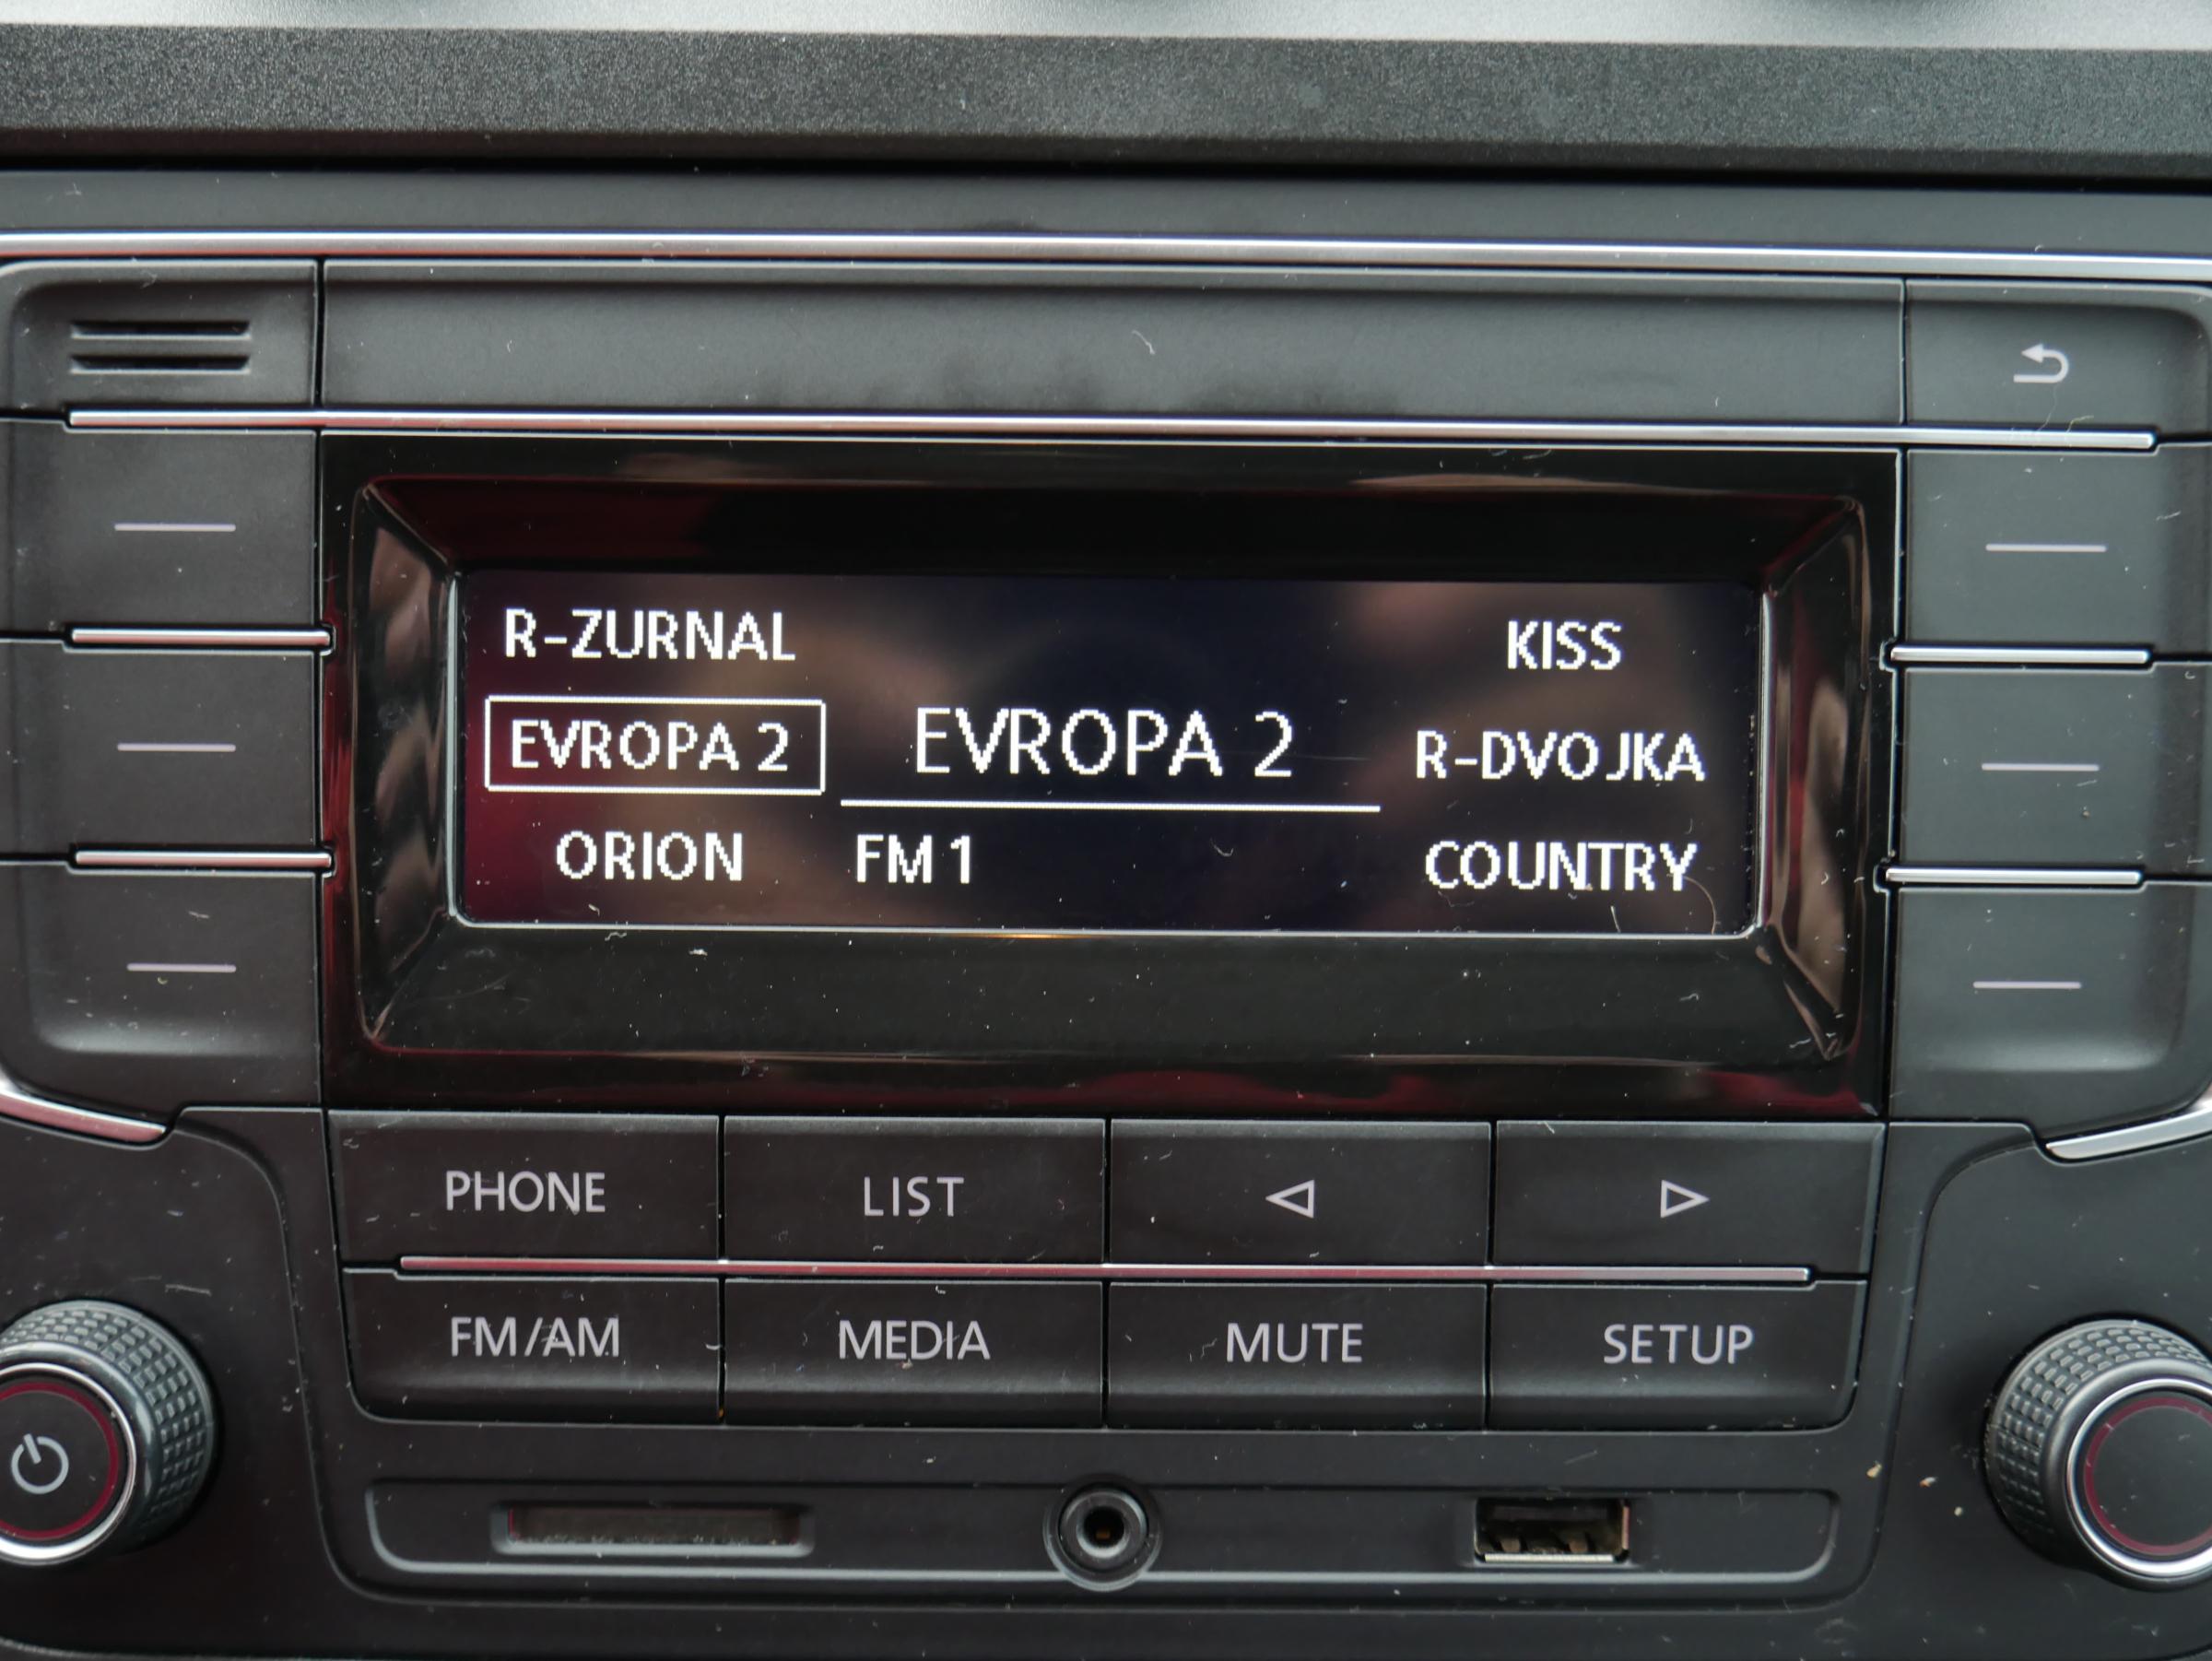 R-ZURNAL
KISS
EVROPA 2
EVROPA 2
R-DVOJKA
ORION
FM 1
COUNTRY
PHONE
LIST
FM/AM
MEDIA
MUTE
SETUP